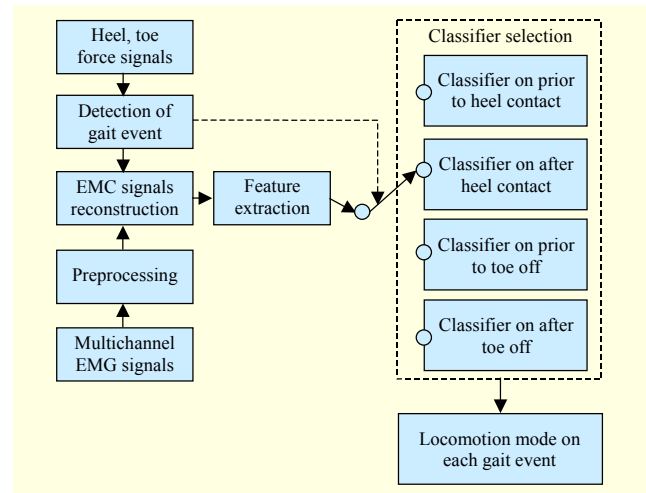 Heel, toe
force signals
Detection of
gait event
EMC signals
reconstruction
Preprocessing
Multichannel
EMG signals
Feature
extraction
Classifier selection
Classifier on prior
to heel contact
Classifier on after
heel contact
Classifier on prior
to toe off
Classifier on after
toe off
Locomotion mode on
each gait event